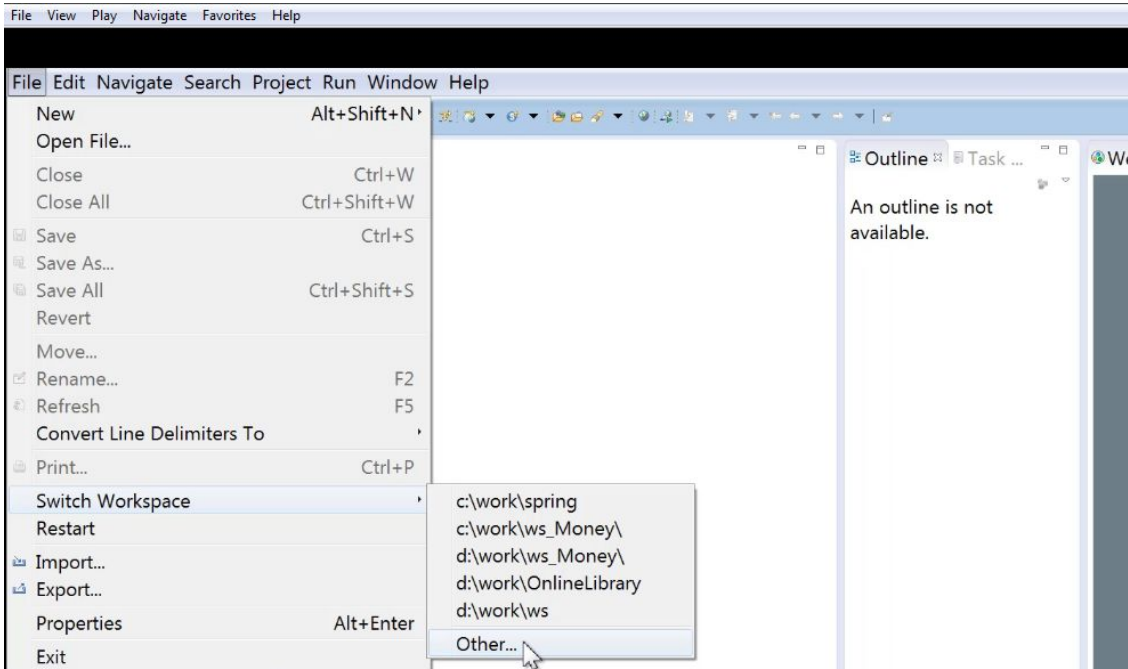 File View Play Navigate Favorites Help
File Edit Navigate Search Project Run Window Help
New Alt+Shift+N
Open File...
Close Ctrl+W
Close All Ctrl+Shift+W
Save Ctrl+S
Save As...
Save All Ctrl+Shift+S
Revert
Move...
Rename... F2
Refresh F5
Convert Line Delimiters To
Print... Ctrl+P
Switch Workspace
Restart
Import...
Export...
Properties Alt+Enter
Exit
c:\work\spring
c:\work\ws_Money\
d:\work\ws_Money\
d:\work\OnlineLibrary
d:\work\ws
Other...
Outline Task ...
An outline is not
available.
We